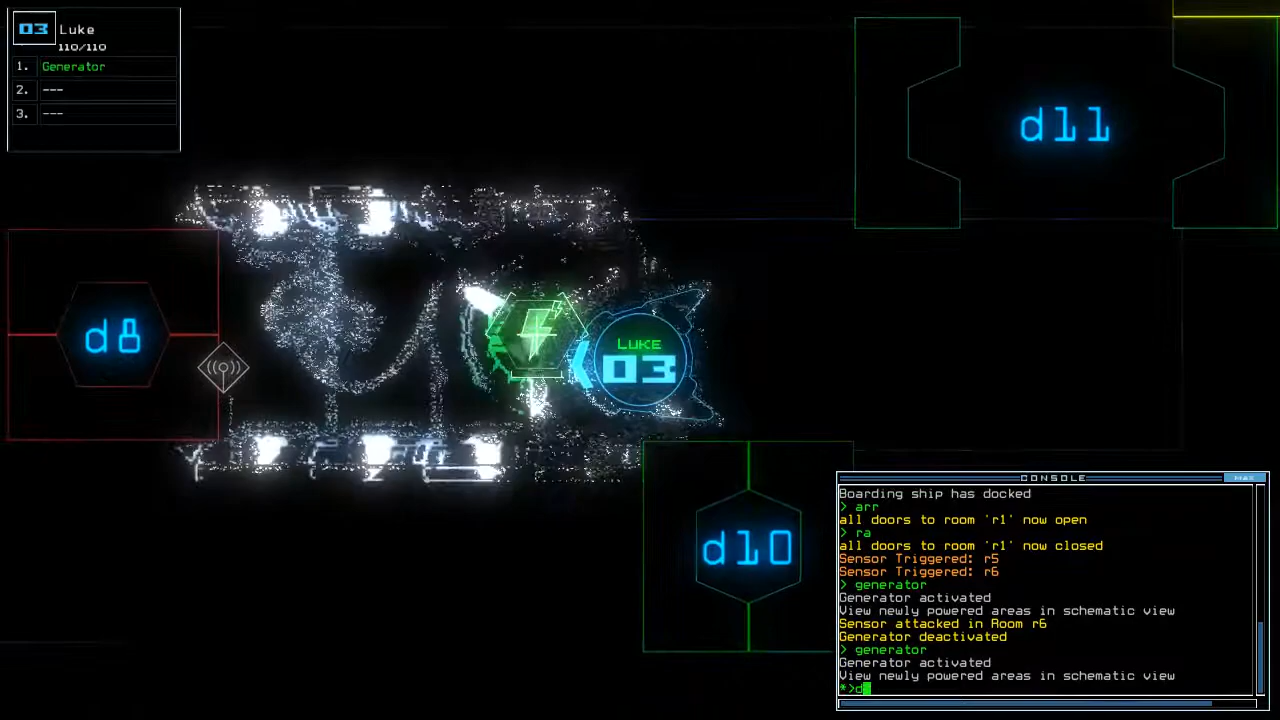 03 Luke
110/110
1. Generator
2. ---
3. ---
d11
d8
LUKE
03
d10
CONSOLE
MAX
Boarding ship has docked
> arr
all doors to room 'r1' now open
> ra
all doors to room 'r1' now closed
Sensor Triggered: r5
Sensor Triggered: r6
> generator
Generator activated
View newly powered areas in schematic view
Sensor attacked in Room r6
Generator deactivated
> generator
Generator activated
View newly powered areas in schematic view
*>d